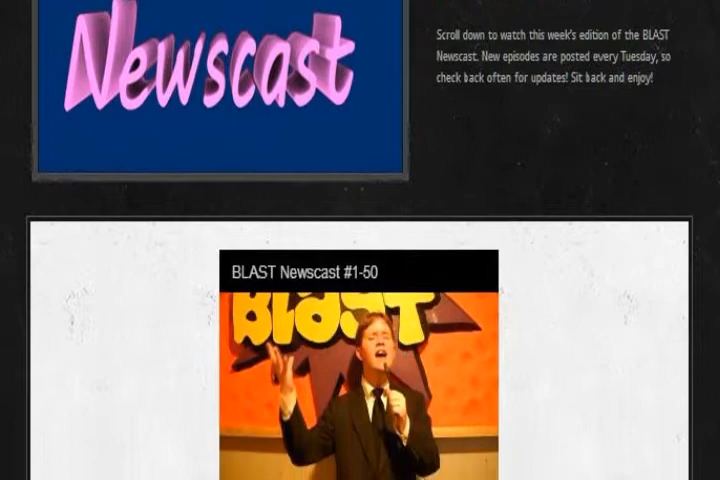 Newscast
Scroll down to watch this week's edition of the BLAST
Newscast. New episodes are posted every Tuesday, so
check back often for updates! Sit back and enjoy!
BLAST Newscast #1-50
Blast